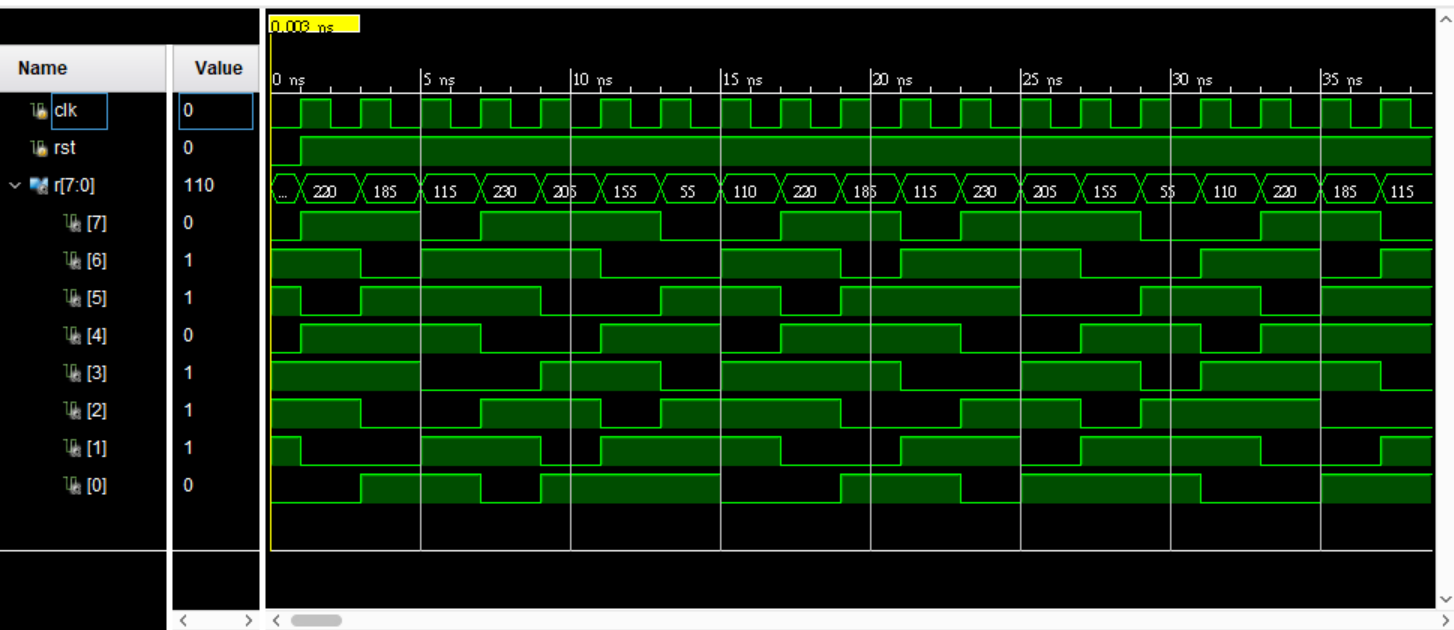 0.003 ns
Name Value
0 ns 5 ns 10 ns 15 ns 20 ns 25 ns 30 ns 35 ns
clk 0
rst 0
r[7:0] 110 ... 220 185 115 230 205 155 55 110 220 185 115 230 205 155 55 110 220 185 115
[7] 0
[6] 1
[5] 1
[4] 0
[3] 1
[2] 1
[1] 1
[0] 0